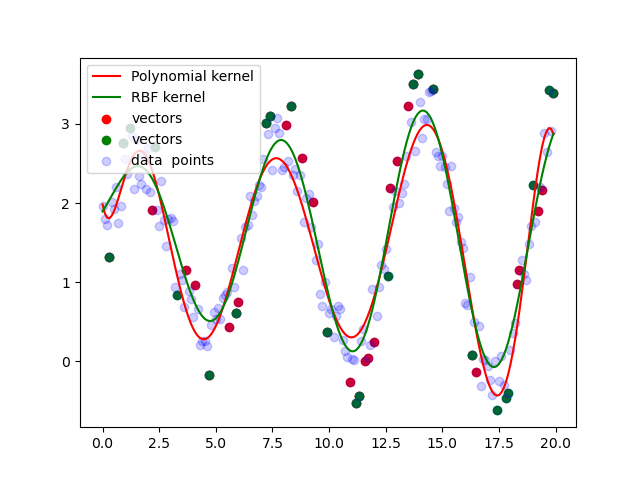 Polynomial kernel
RBF kernel
vectors
vectors
data  points
3
2
1
0
0.0 2.5 5.0 7.5 10.0 12.5 15.0 17.5 20.0